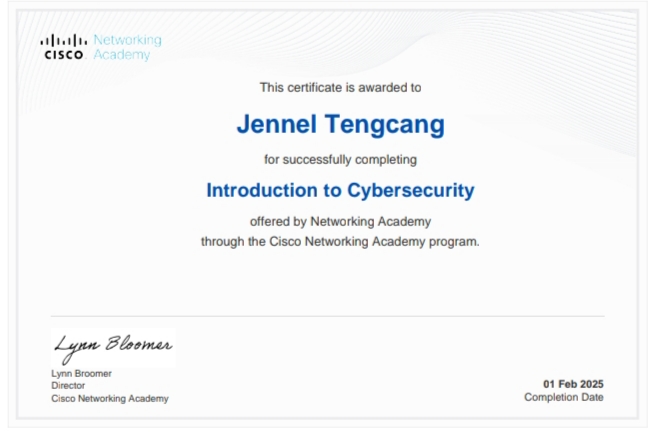 Networking
CISCO. Academy
This certificate is awarded to
Jennel Tengcang
for successfully completing
Introduction to Cybersecurity
offered by Networking Academy
through the Cisco Networking Academy program.
Lynn Bloomer
Lynn Broomer
Director
Cisco Networking Academy
01 Feb 2025
Completion Date